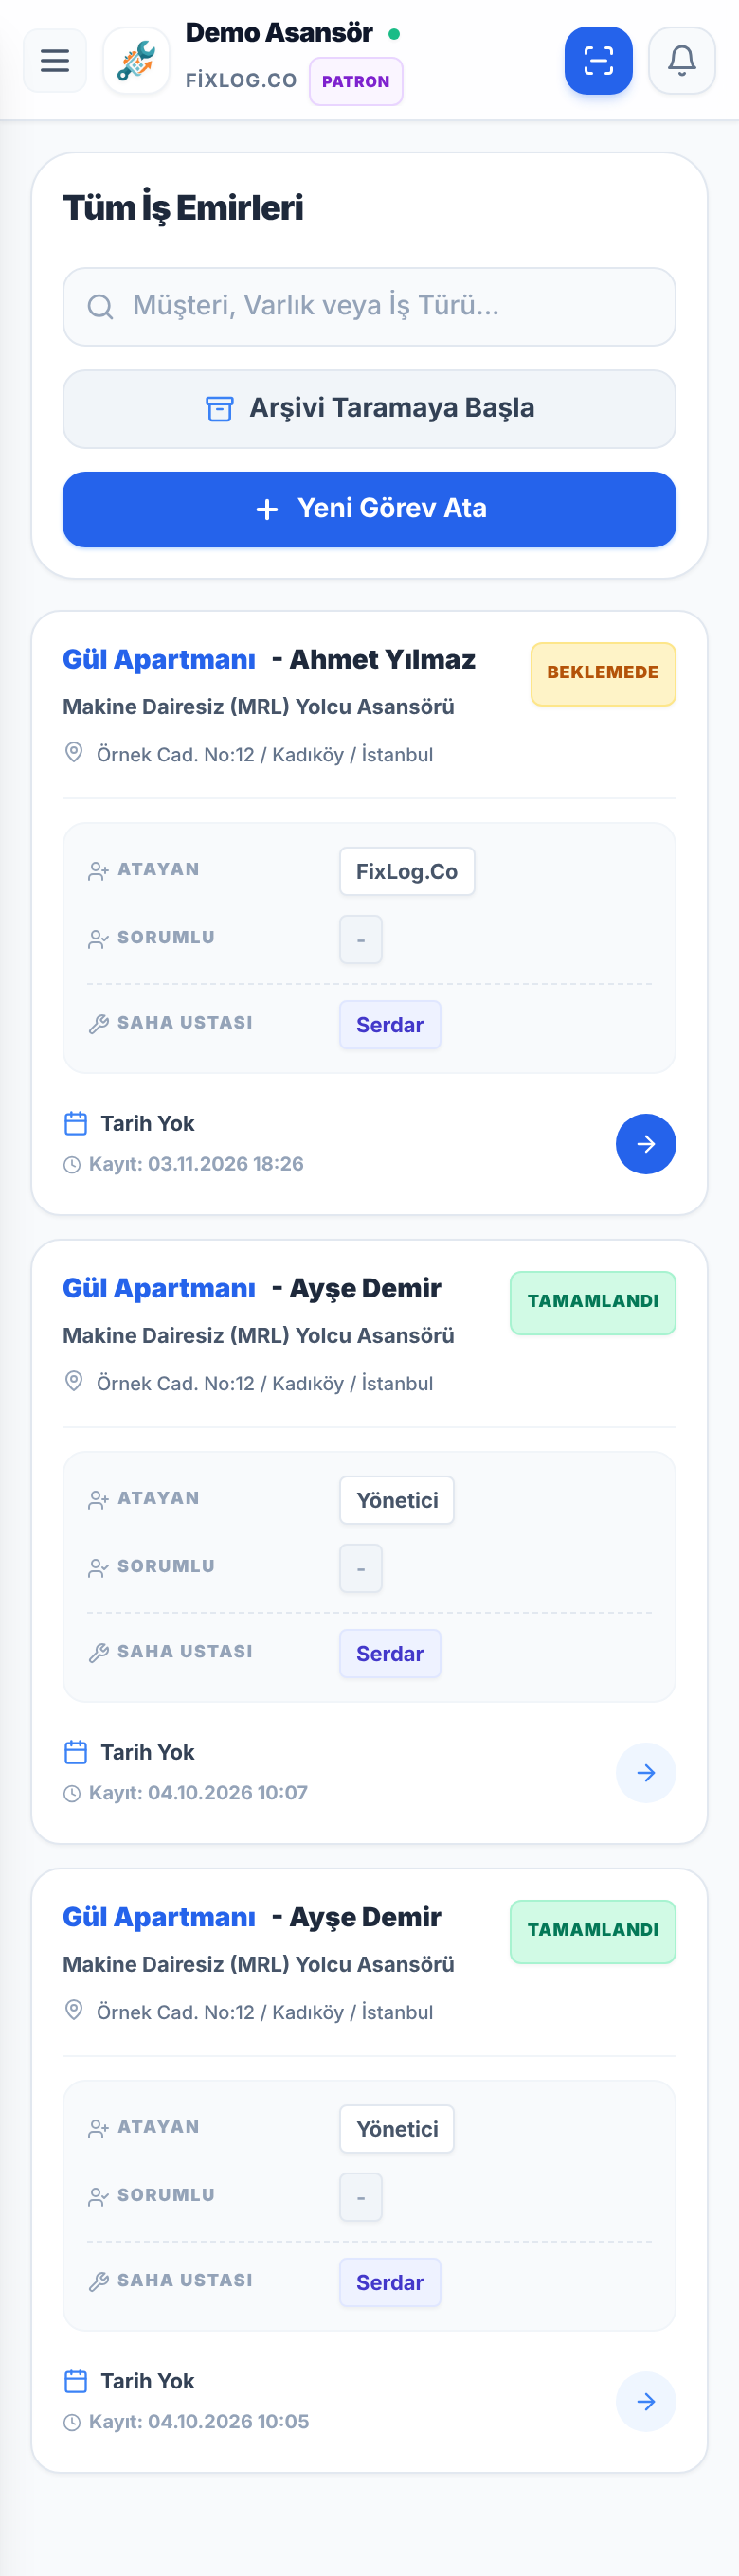 Demo Asansör
FİXLOG.CO PATRON
Tüm İş Emirleri
Müşteri, Varlık veya İş Türü...
Arşivi Taramaya Başla
Yeni Görev Ata
Gül Apartmanı - Ahmet Yılmaz BEKLEMEDE
Makine Dairesiz (MRL) Yolcu Asansörü
Örnek Cad. No:12 / Kadıköy / İstanbul
ATAYAN FixLog.Co
SORUMLU -
SAHA USTASI Serdar
Tarih Yok
Kayıt: 03.11.2026 18:26
Gül Apartmanı - Ayşe Demir TAMAMLANDI
Makine Dairesiz (MRL) Yolcu Asansörü
Örnek Cad. No:12 / Kadıköy / İstanbul
ATAYAN Yönetici
SORUMLU -
SAHA USTASI Serdar
Tarih Yok
Kayıt: 04.10.2026 10:07
Gül Apartmanı - Ayşe Demir TAMAMLANDI
Makine Dairesiz (MRL) Yolcu Asansörü
Örnek Cad. No:12 / Kadıköy / İstanbul
ATAYAN Yönetici
SORUMLU -
SAHA USTASI Serdar
Tarih Yok
Kayıt: 04.10.2026 10:05